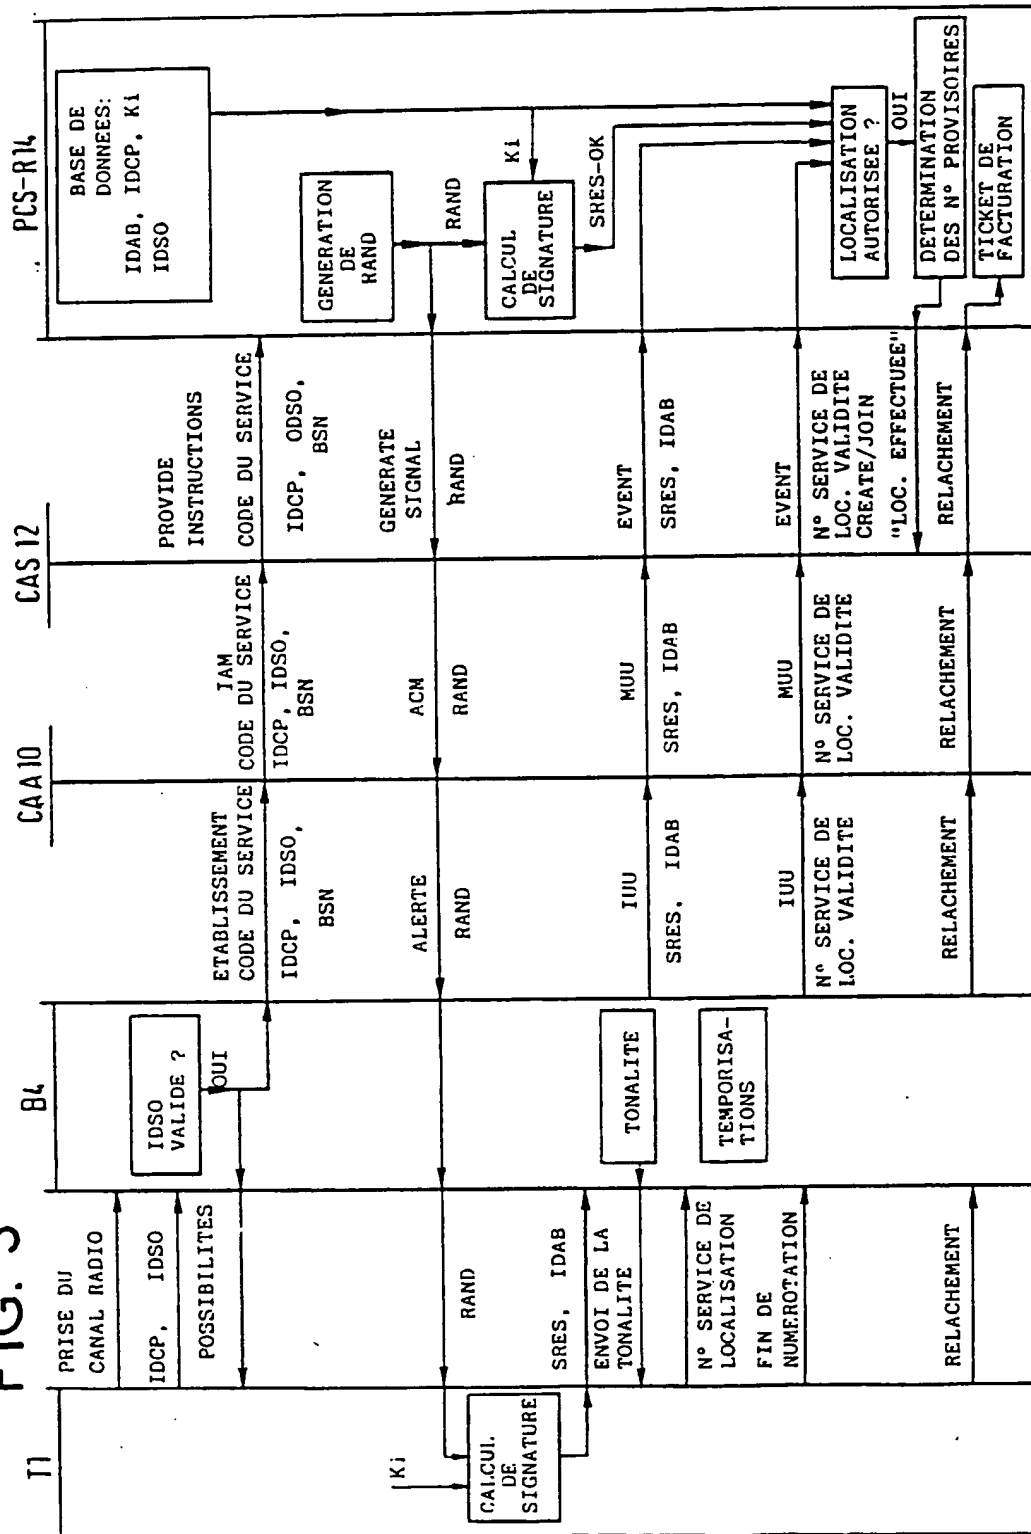 FIG. 3
T1
B4
CAA10
CAS 12
PCS-R14
PRISE DU
CANAL RADIO
IDCP, IDSO
POSSIBILITES
IDSO
VALIDE ?
OUI
ETABLISSEMENT
CODE DU SERVICE
IDCP, IDSO,
BSN
IAM
CODE DU SERVICE
IDCP, IDSO,
BSN
PROVIDE
INSTRUCTIONS
CODE DU SERVICE
IDCP, ODSO,
BSN
BASE DE
DONNEES:
IDAB, IDCP, Ki
IDSO
GENERATION
DE
RAND
RAND
Ki
CALCUL
DE
SIGNATURE
SRES-OK
GENERATE
SIGNAL
RAND
ACM
RAND
ALERTE
RAND
RAND
Ki
CALCUL
DE
SIGNATURE
SRES, IDAB
ENVOI DE LA
TONALITE
TONALITE
IUU
SRES, IDAB
MUU
SRES, IDAB
EVENT
SRES, IDAB
N° SERVICE DE
LOCALISATION
FIN DE
NUMEROTATION
TEMPORISA-
TIONS
IUU
N° SERVICE DE
LOC. VALIDITE
MUU
N° SERVICE DE
LOC. VALIDITE
EVENT
N° SERVICE DE
LOC. VALIDITE
CREATE/JOIN
LOCALISATION
AUTORISEE ?
OUI
DETERMINATION
DES N° PROVISOIRES
"LOC. EFFECTUEE"
RELACHEMENT
RELACHEMENT
RELACHEMENT
RELACHEMENT
TICKET DE
FACTURATION